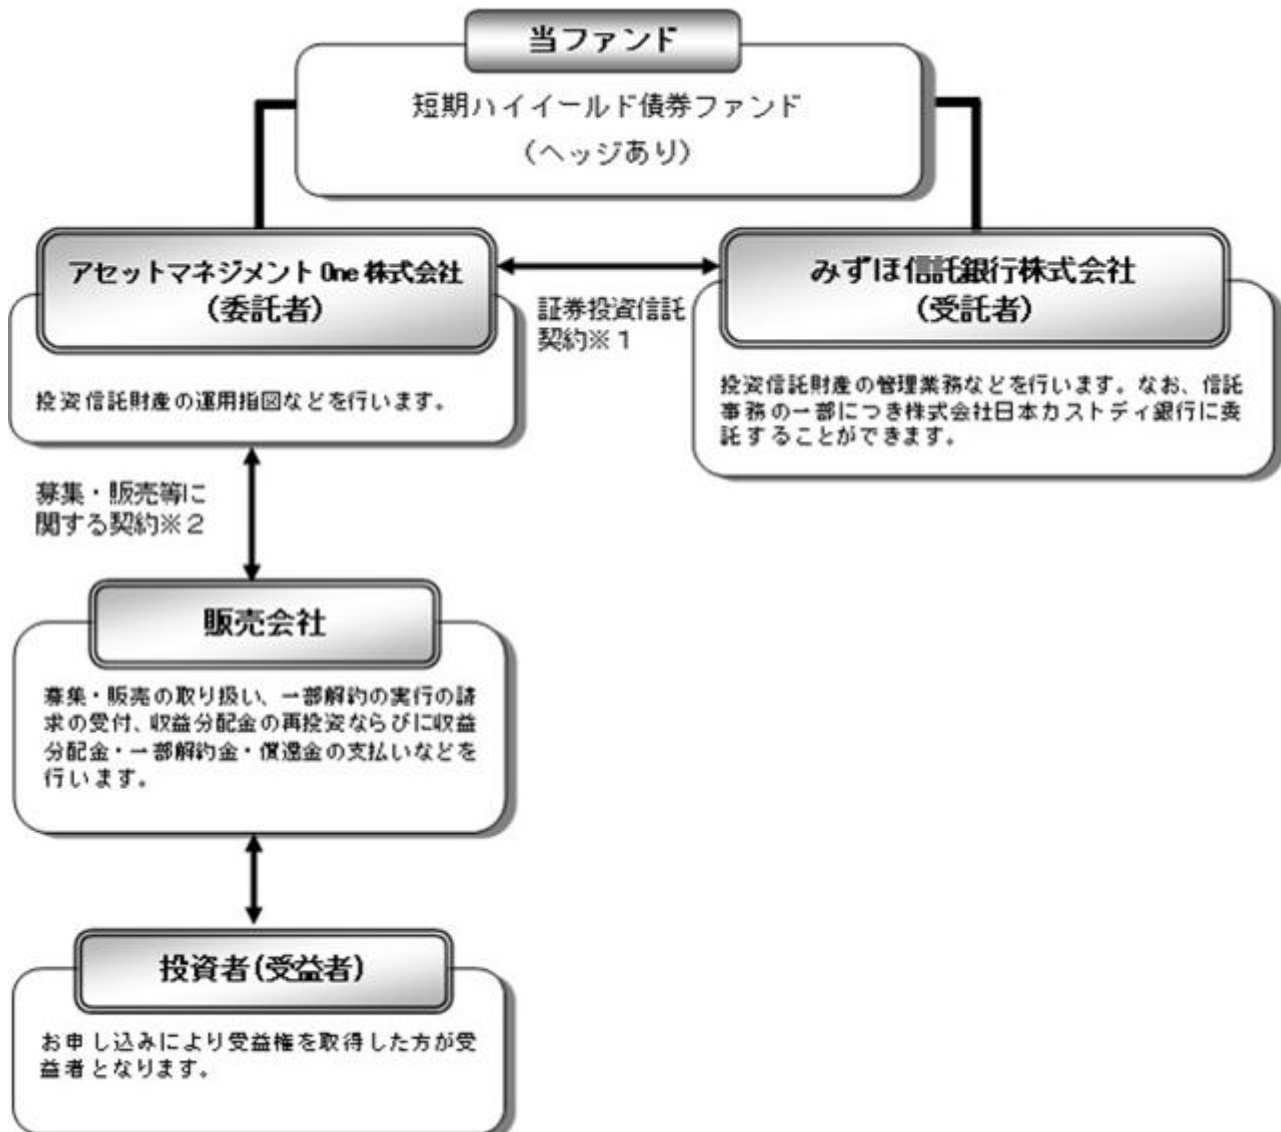 当ファンド
短期ハイイールド債券ファンド
（ヘッジあり）
アセットマネジメントOne株式会社
（委託者）
投資信託財産の運用指図などを行います。
証券投資信託
契約※１
みずほ信託銀行株式会社
（受託者）
投資信託財産の管理業務などを行います。なお、信託
事務の一部につき株式会社日本カストディ銀行に委
託することができます。
募集・販売等に
関する契約※２
販売会社
募集・販売の取り扱い、一部解約の実行の請
求の受付、収益分配金の再投資ならびに収益
分配金・一部解約金・償還金の支払いなどを
行います。
投資者（受益者）
お申し込みにより受益権を取得した方が受
益者となります。